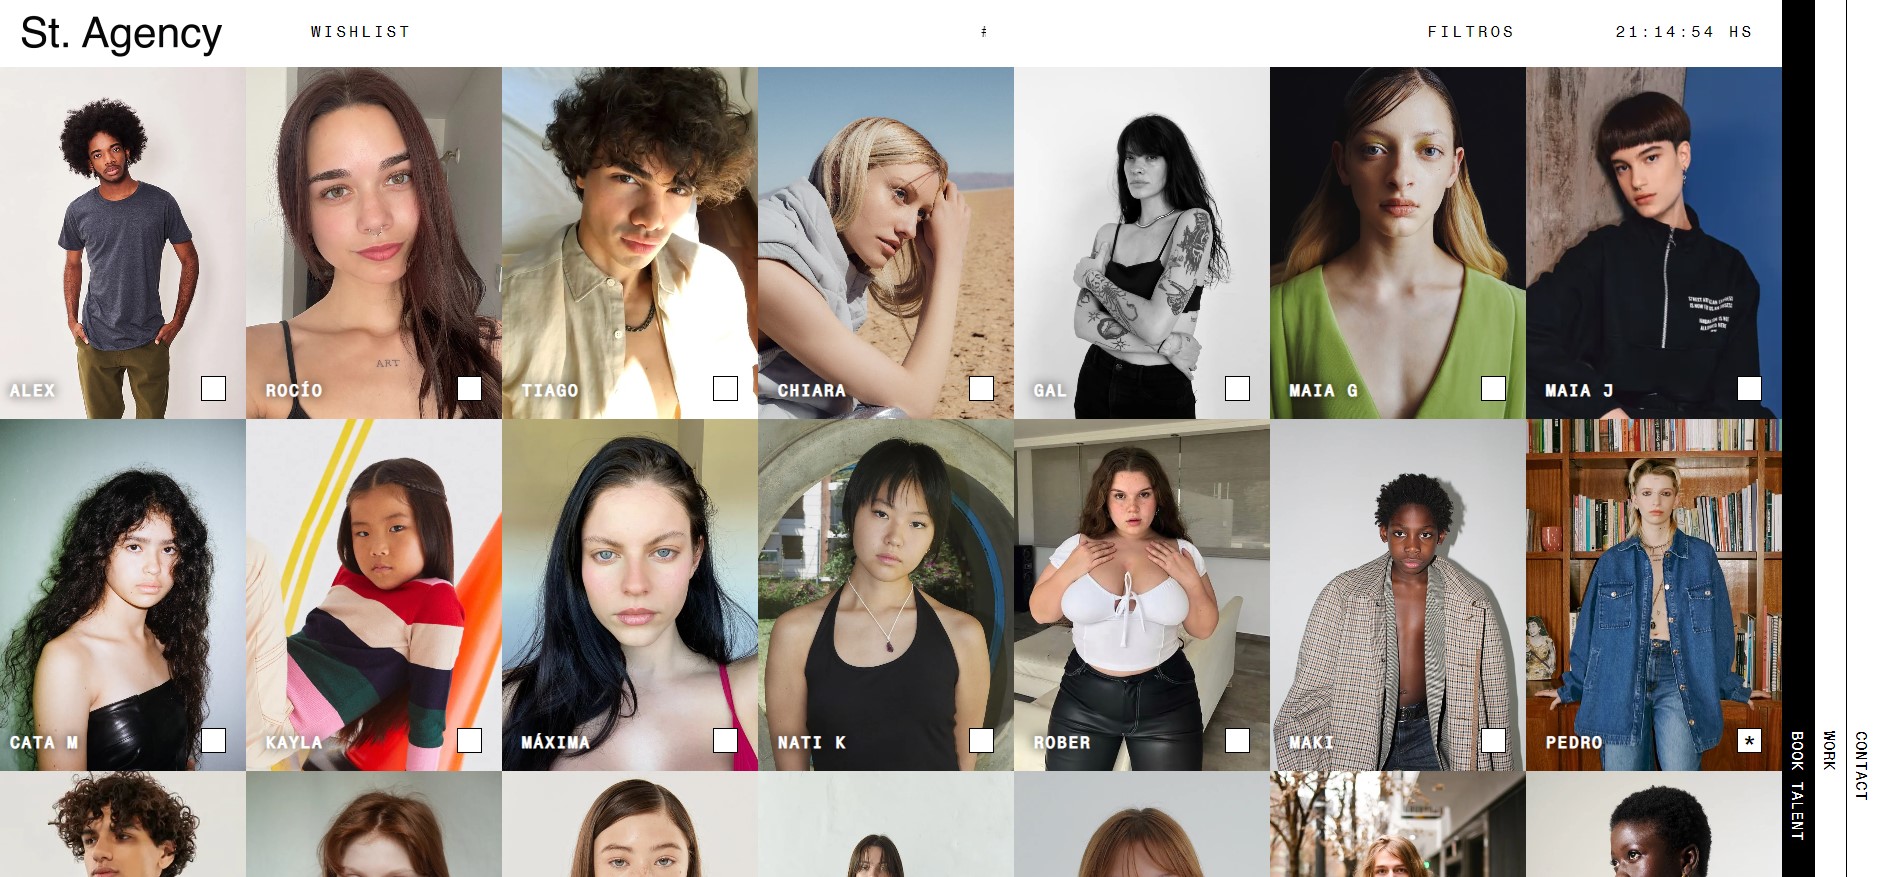 St. Agency
WISHLIST
FILTROS
21:14:54 HS
ART
ALEX
ROCÍO
TIAGO
CHIARA
GAL
MAIA G
MAIA J
CATA M
KAYLA
MÁXIMA
NATI K
ROBER
MAKI
PEDRO
*
BOOK TALENT
WORK
CONTACT